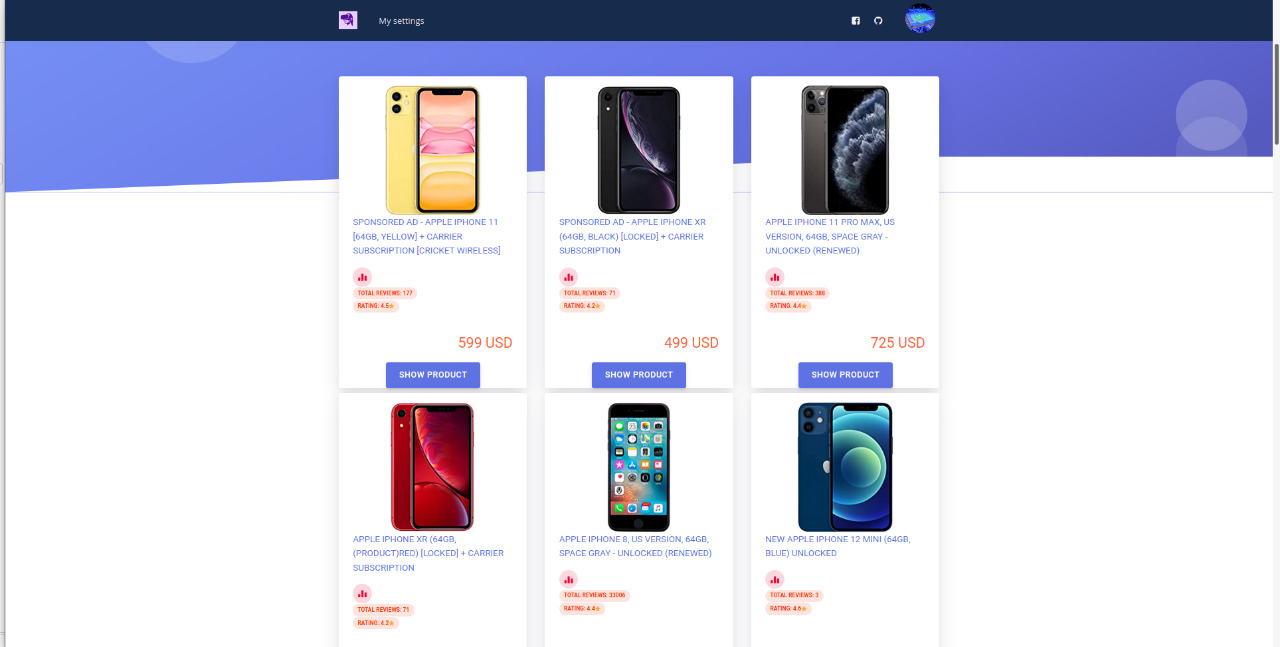 My settings
SPONSORED AD - APPLE IPHONE 11
[64GB, YELLOW] + CARRIER
SUBSCRIPTION [CRICKET WIRELESS]
TOTAL REVIEWS: 177
RATING: 4.5
599 USD
SHOW PRODUCT
SPONSORED AD - APPLE IPHONE XR
(64GB, BLACK) [LOCKED] + CARRIER
SUBSCRIPTION
TOTAL REVIEWS: 71
RATING: 4.2
499 USD
SHOW PRODUCT
APPLE IPHONE 11 PRO MAX, US
VERSION, 64GB, SPACE GRAY -
UNLOCKED (RENEWED)
TOTAL REVIEWS: 386
RATING: 4.4
725 USD
SHOW PRODUCT
APPLE IPHONE XR (64GB,
(PRODUCT)RED) [LOCKED] + CARRIER
SUBSCRIPTION
TOTAL REVIEWS: 71
RATING: 4.2
APPLE IPHONE 8, US VERSION, 64GB,
SPACE GRAY - UNLOCKED (RENEWED)
TOTAL REVIEWS: 33006
RATING: 4.4
NEW APPLE IPHONE 12 MINI (64GB,
BLUE) UNLOCKED
TOTAL REVIEWS: 3
RATING: 4.6